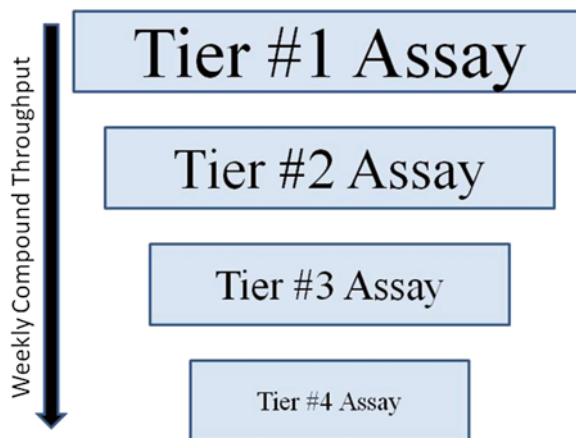 Weekly Compound Throughput
Tier #1 Assay
Tier #2 Assay
Tier #3 Assay
Tier #4 Assay